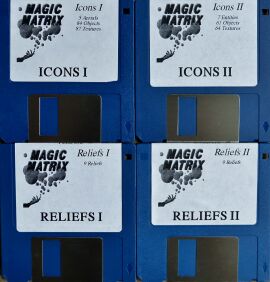 MAGIC
MATRIX
Icons I
5 Aerials
84 Objects
87 Textures
ICONS I
MAGIC
MATRIX
Icons II
7 Entities
61 Objects
64 Textures
ICONS II
MAGIC
MATRIX
Reliefs I
9 Reliefs
RELIEFS I
MAGIC
MATRIX
Reliefs II
9 Reliefs
RELIEFS II